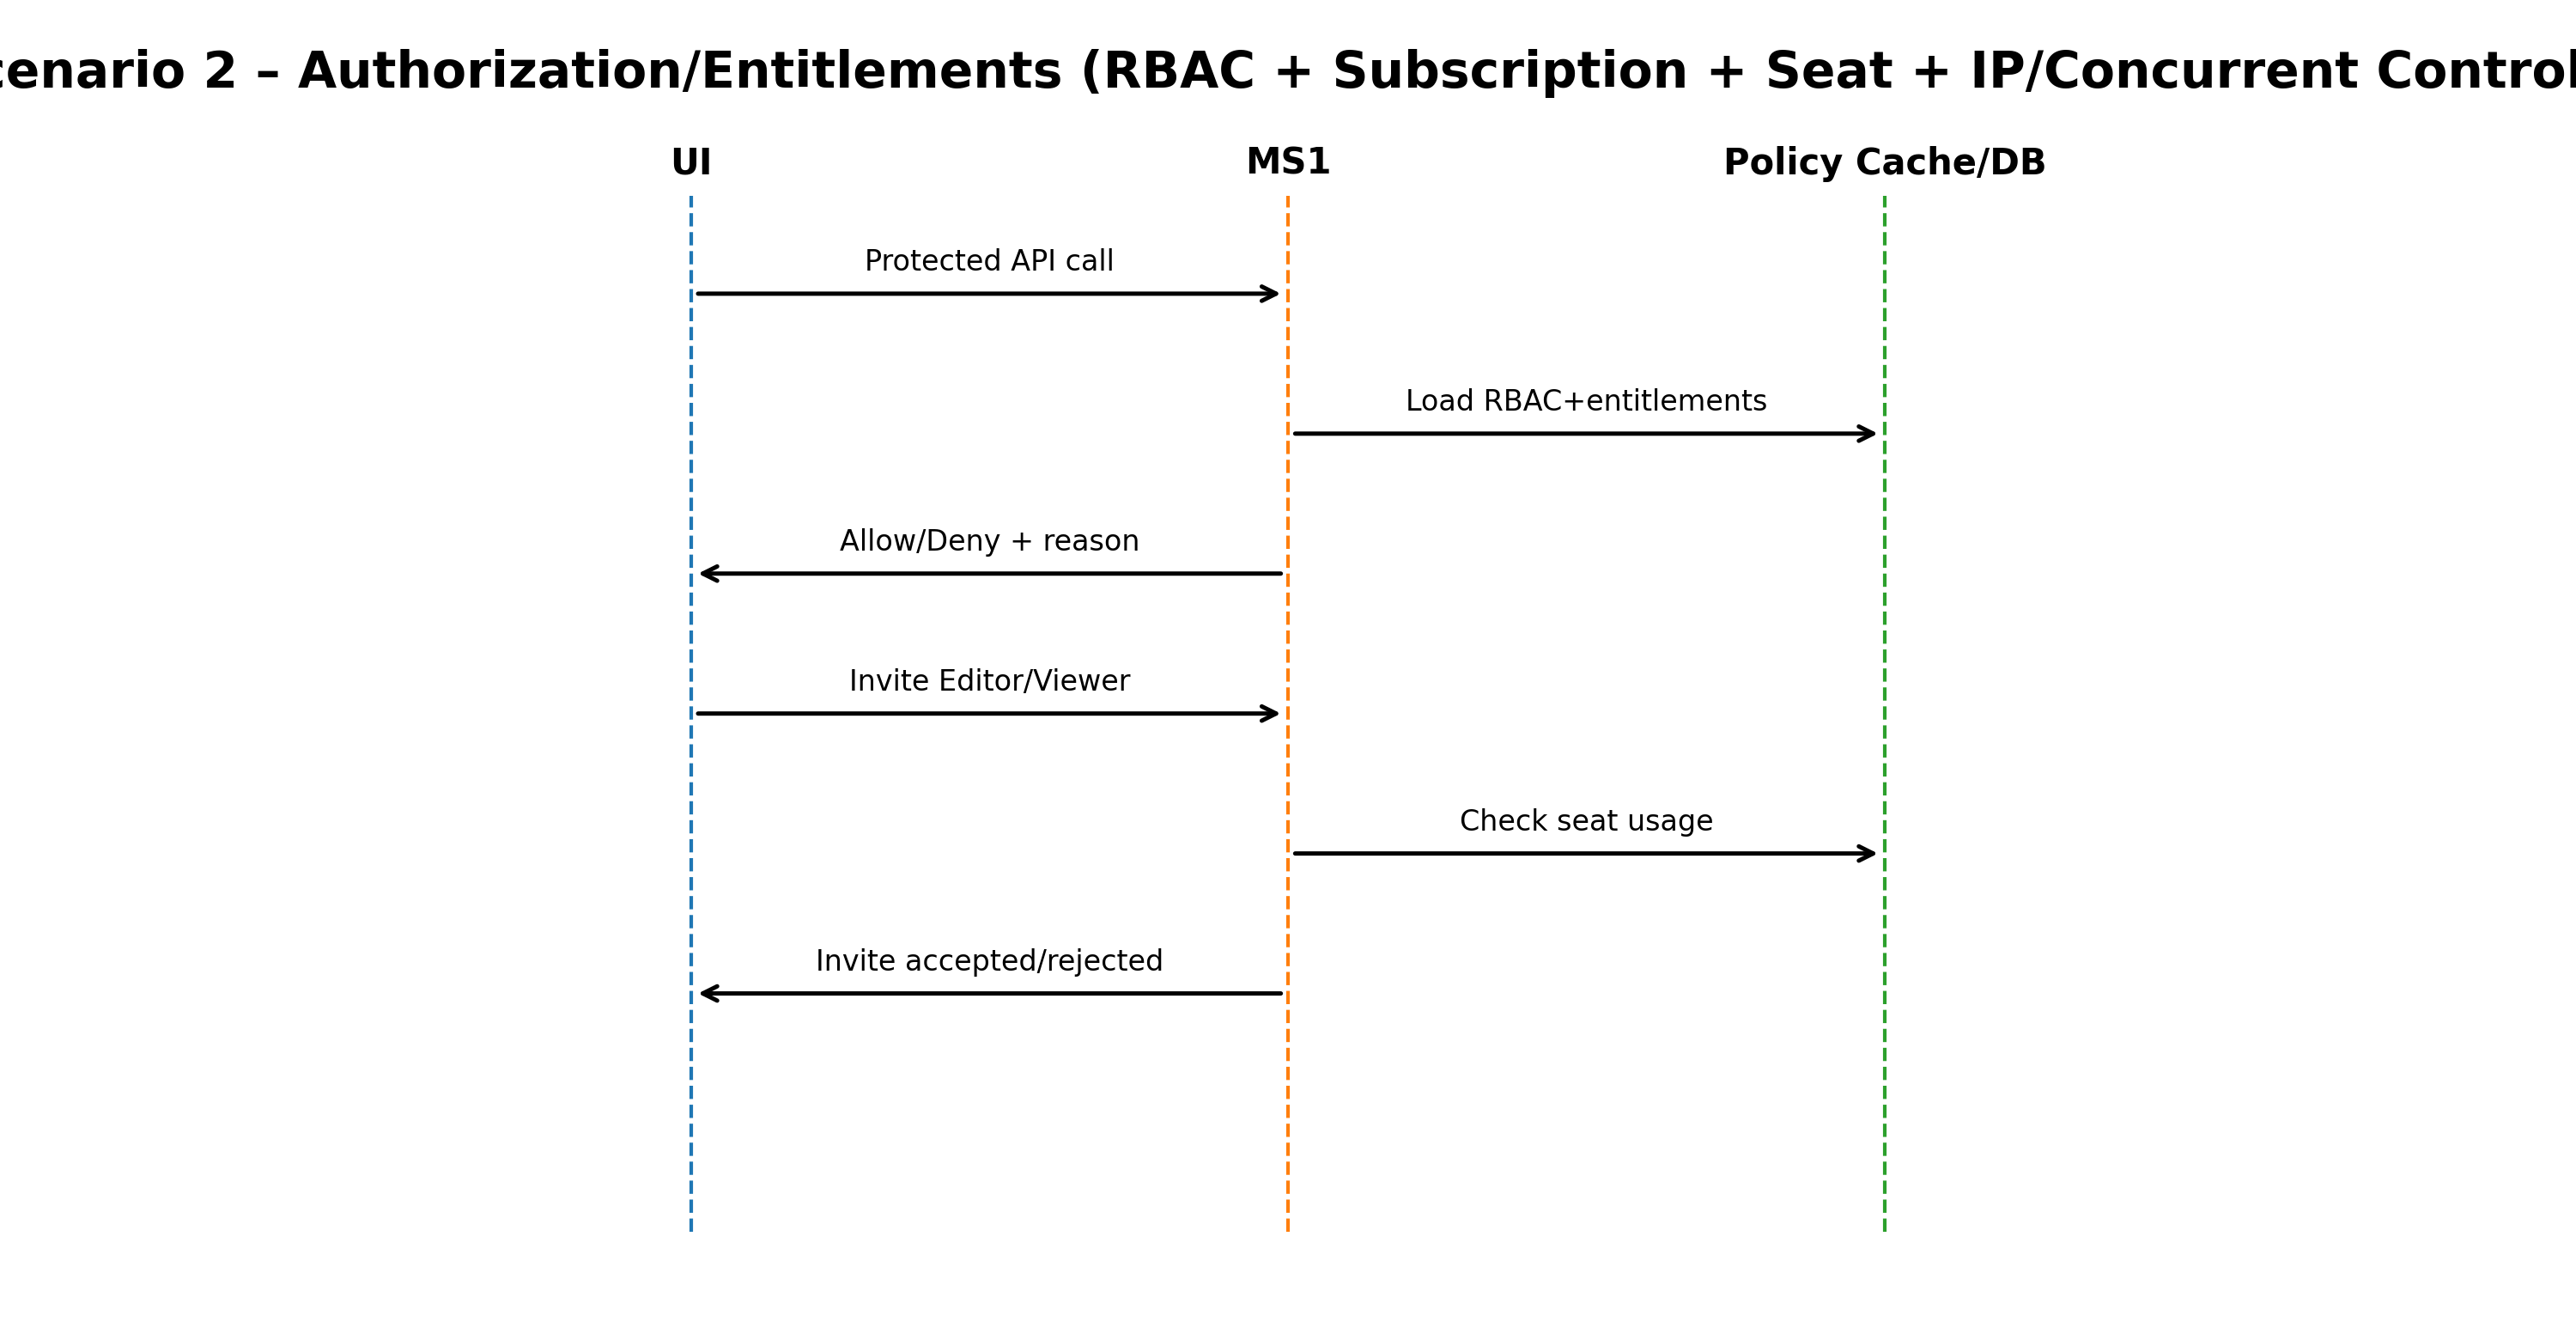 cenario 2 – Authorization/Entitlements (RBAC + Subscription + Seat + IP/Concurrent Control
UI MS1 Policy Cache/DB
Protected API call
Load RBAC+entitlements
Allow/Deny + reason
Invite Editor/Viewer
Check seat usage
Invite accepted/rejected